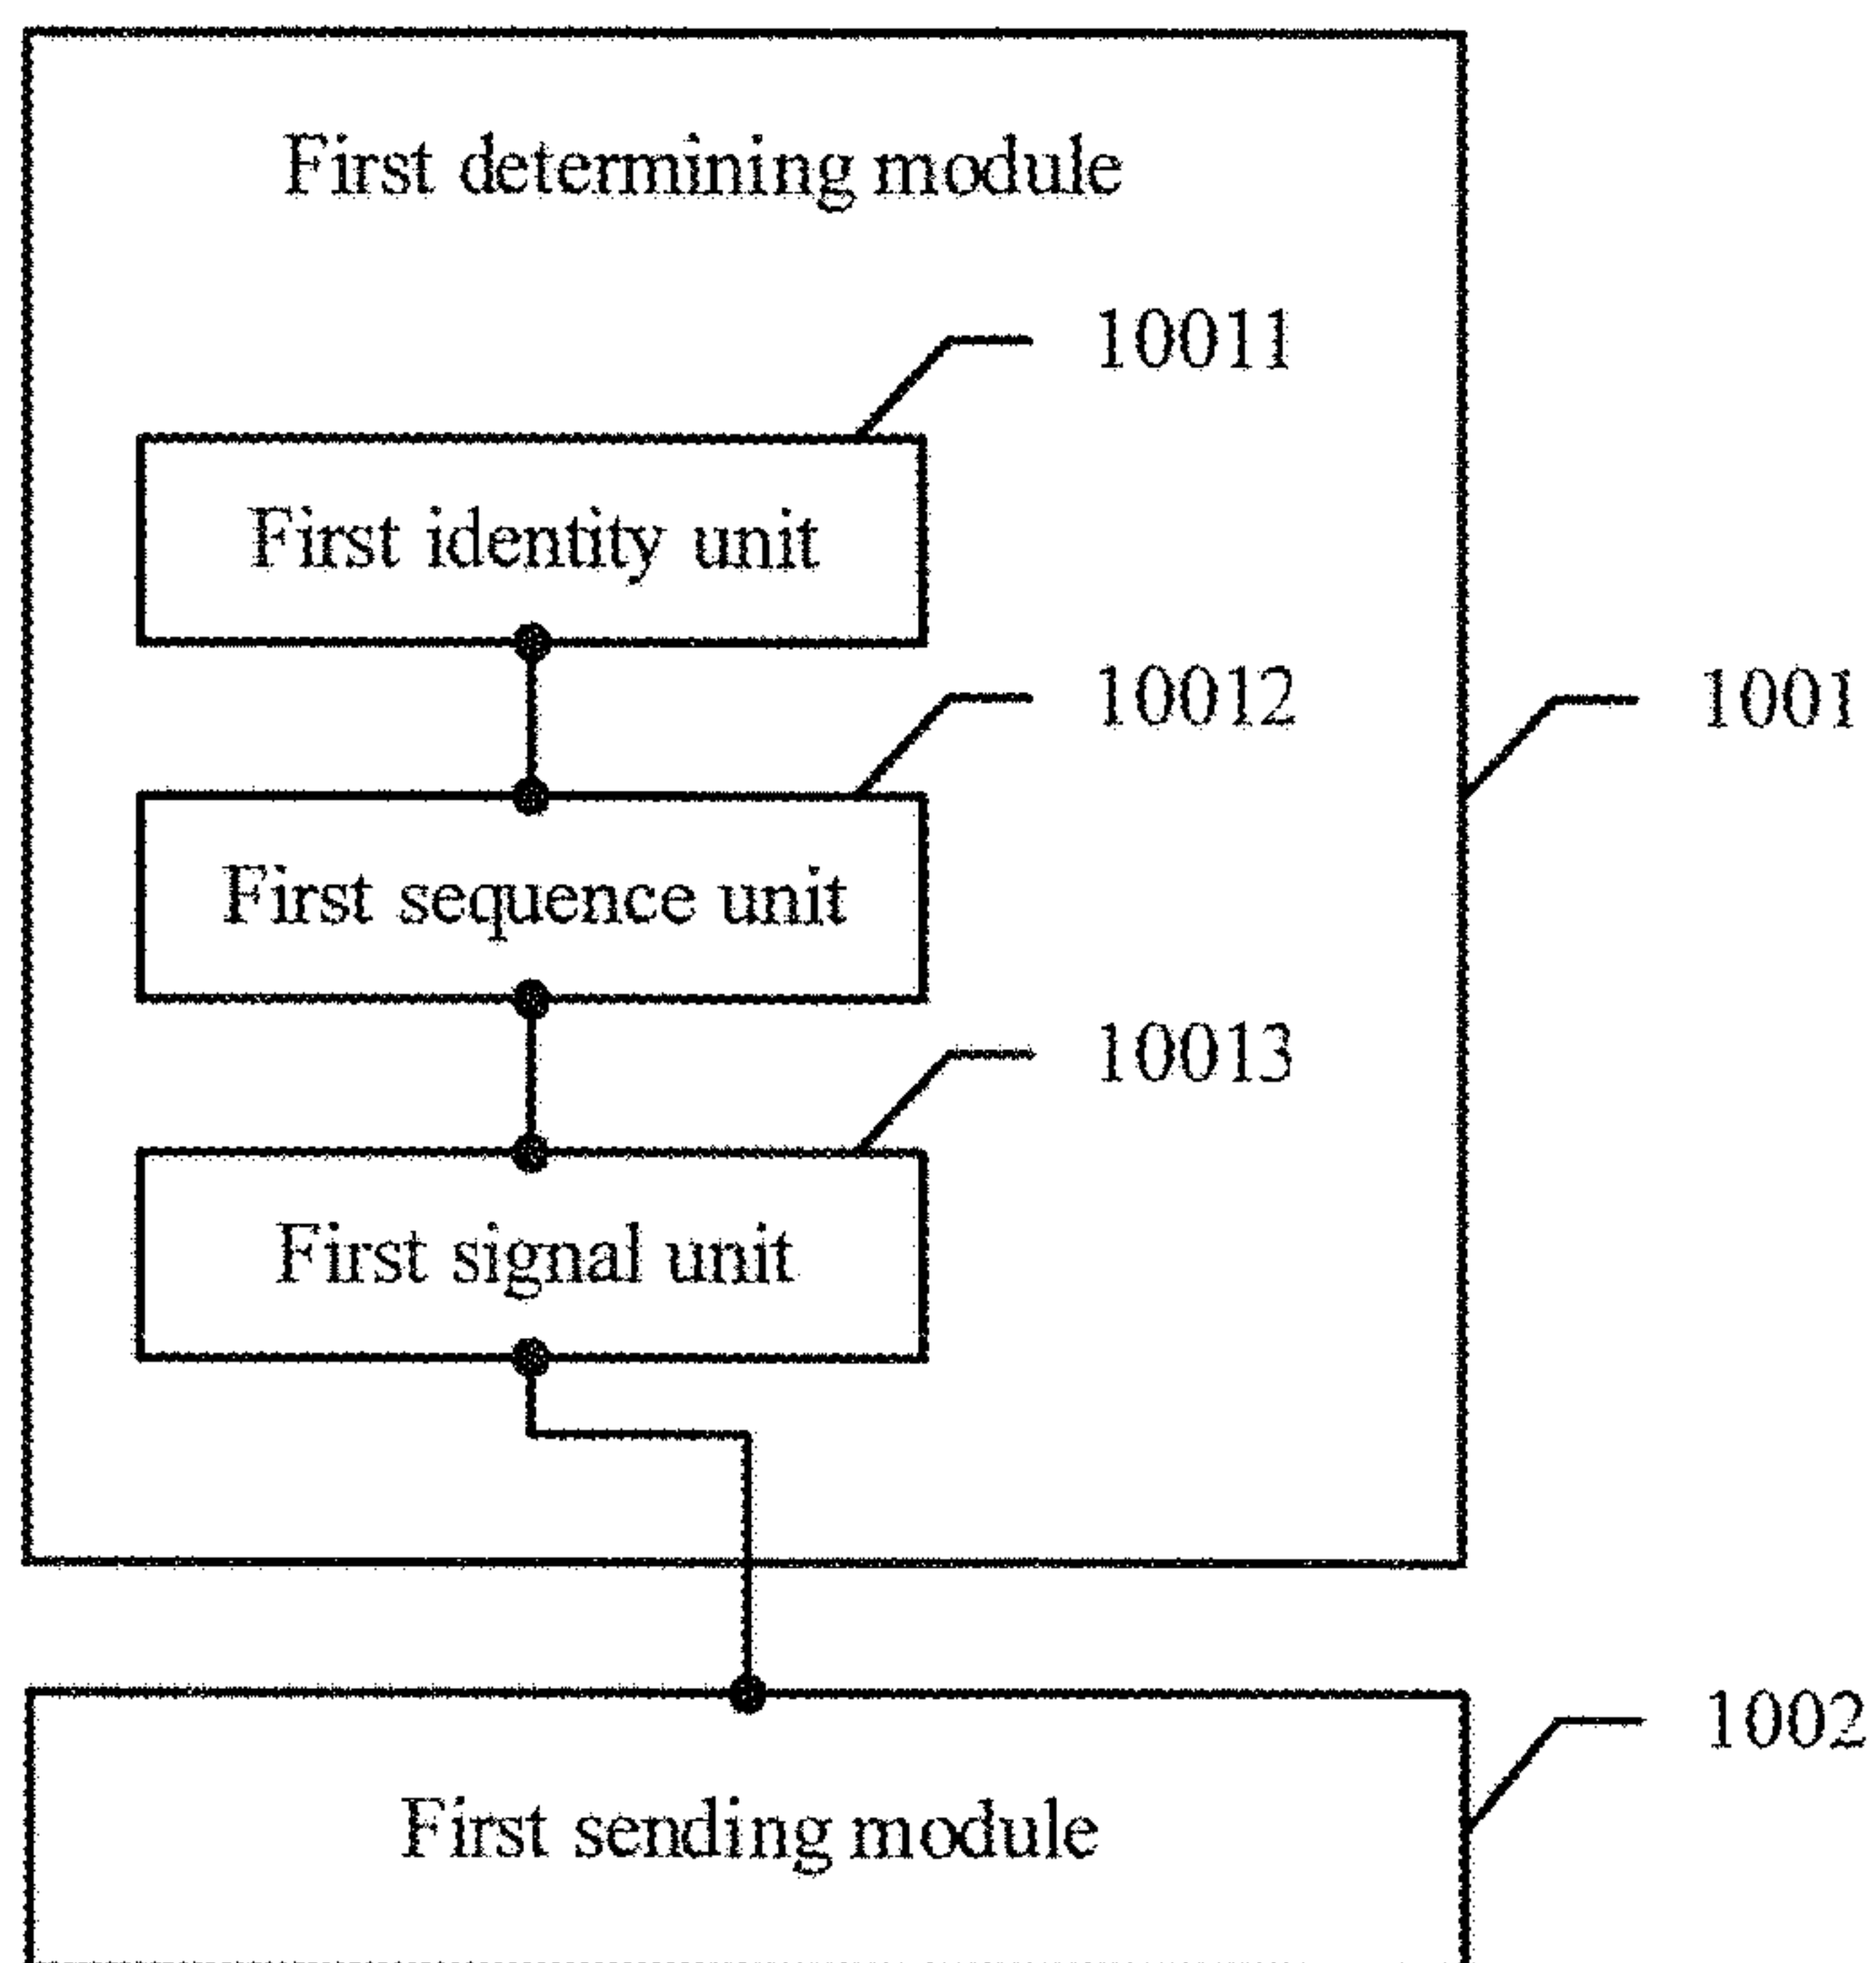 First determining module
10011
First identity unit
10012
1001
First sequence unit
10013
First signal unit
1002
First sending module